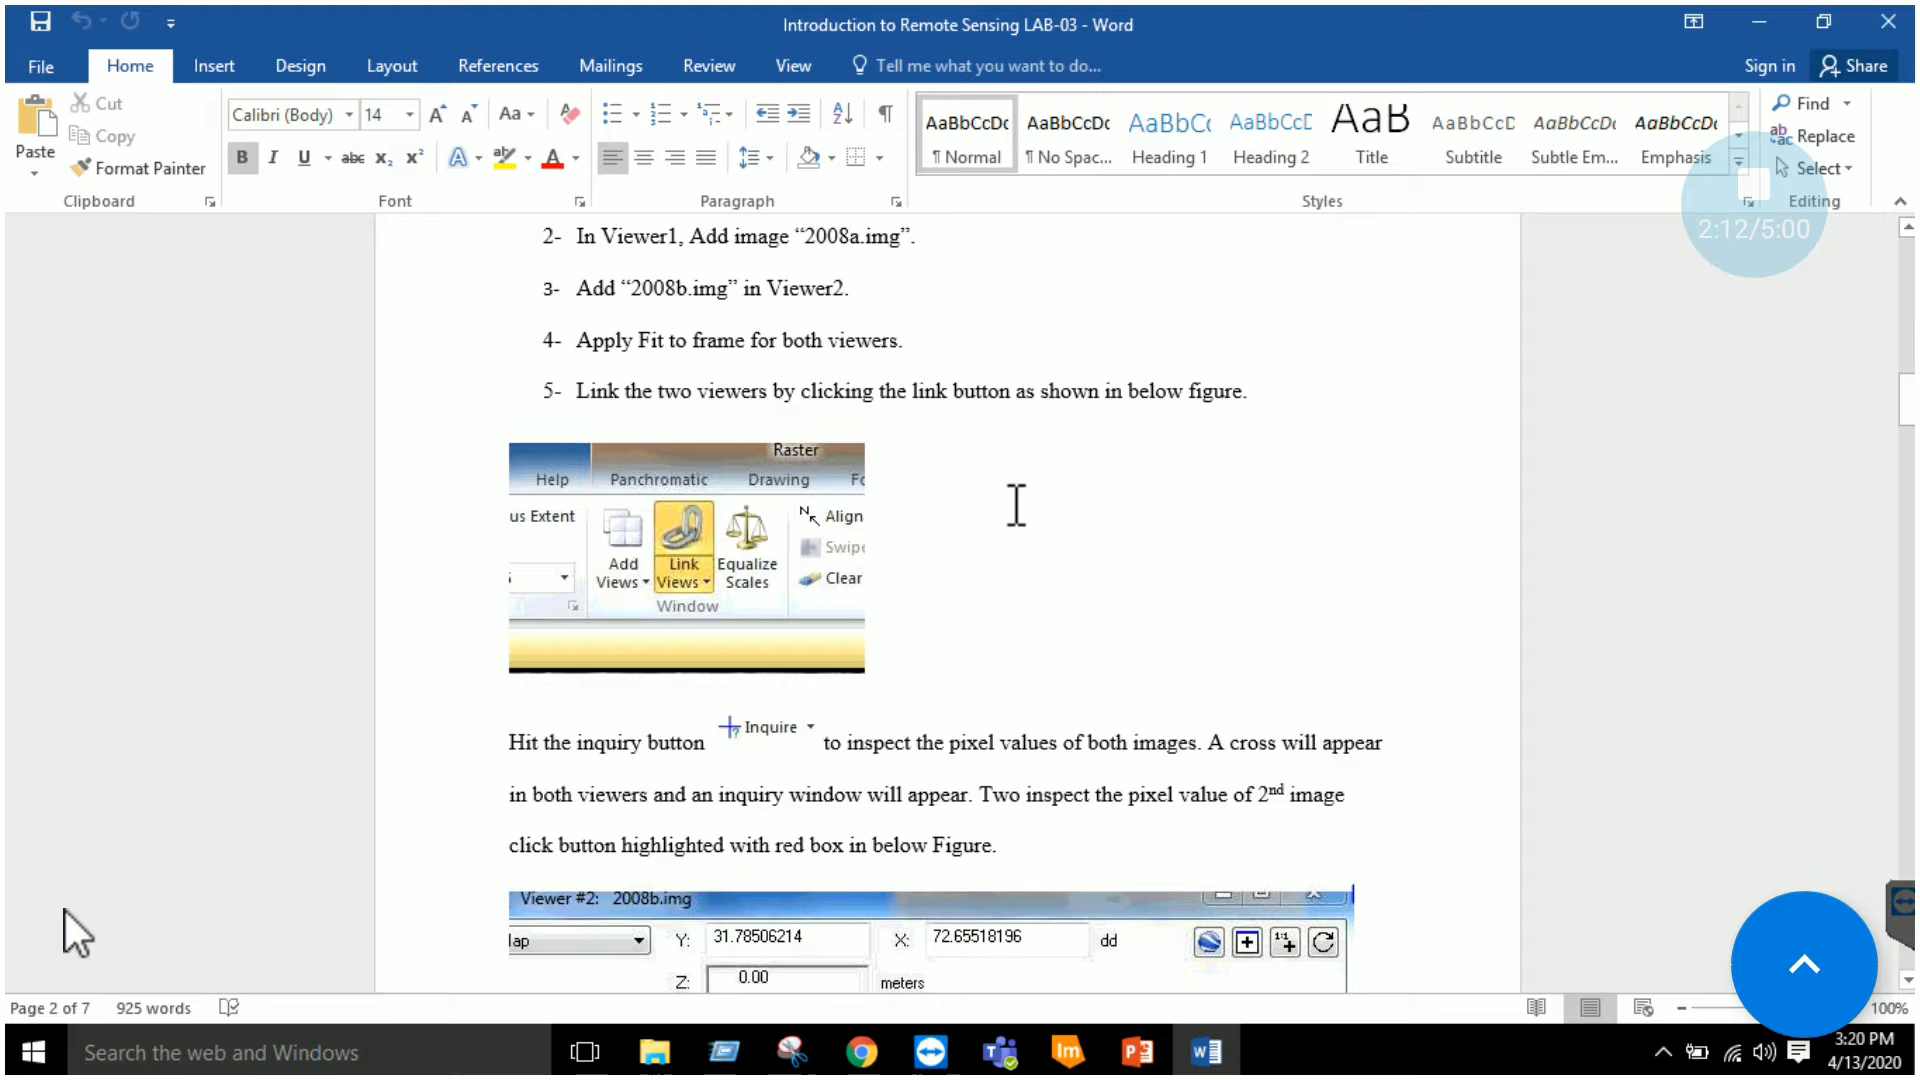 Introduction to Remote Sensing LAB-03 - Word
File Home Insert Design Layout References Mailings Review View Tell me what you want to do... Sign in Share
Paste
Cut
Copy
Format Painter
Clipboard
Calibri (Body) 14 Aa
B I U abc X₂ X² A A
Font
Paragraph
AaBbCcDc AaBbCcDc AaBbC AaBbCcD AaB AaBbCcD AaBbCcDc AaBbCcDc
¶ Normal ¶ No Spac... Heading 1 Heading 2 Title Subtitle Subtle Em... Emphasis
Styles
Find
Replace
Select
Editing
2:12/5:00
2- In Viewer1, Add image “2008a.img”.
3- Add “2008b.img” in Viewer2.
4- Apply Fit to frame for both viewers.
5- Link the two viewers by clicking the link button as shown in below figure.
Raster
Help Panchromatic Drawing Fo
us Extent
Add Views
Link Views
Equalize Scales
Align
Swipe
Clear
Window
Hit the inquiry button Inquire to inspect the pixel values of both images. A cross will appear
in both viewers and an inquiry window will appear. Two inspect the pixel value of 2nd image
click button highlighted with red box in below Figure.
Viewer #2: 2008b.img
lap Y: 31.78506214 X: 72.65518196 dd
Z: 0.00 meters
Page 2 of 7 925 words 100%
Search the web and Windows
3:20 PM
4/13/2020